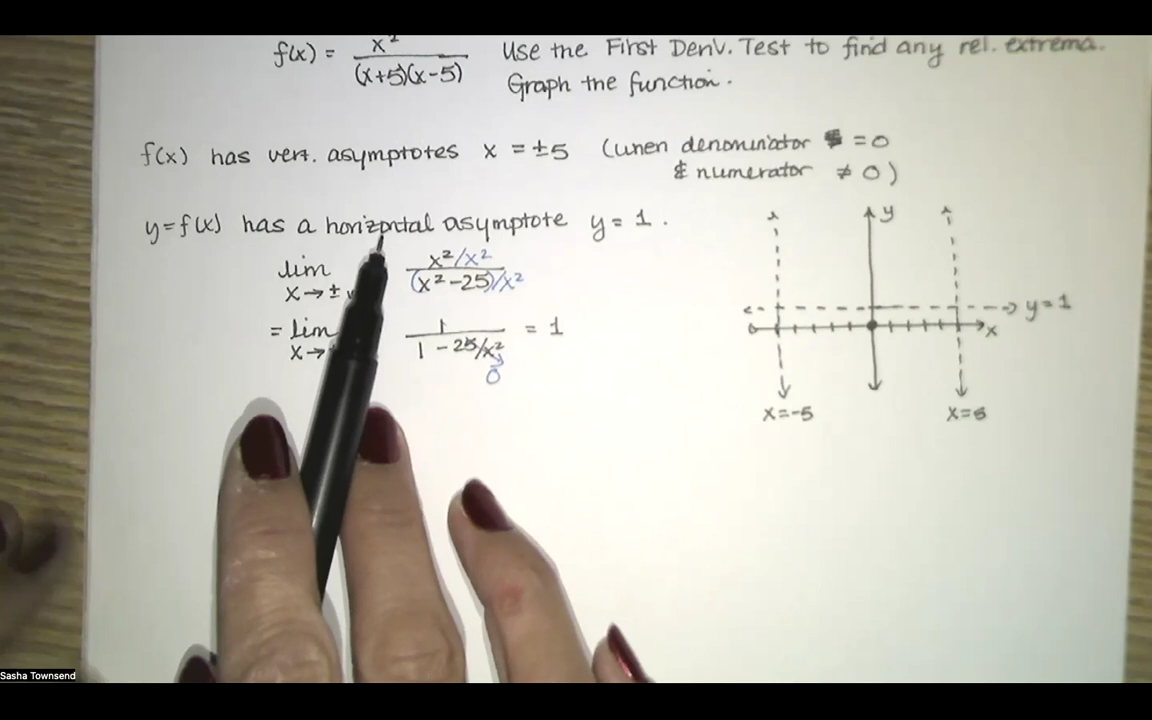 f(x) = x² / (x+5)(x-5) Use the First Deriv. Test to find any rel. extrema.
Graph the function.
f(x) has vert. asymptotes x = ±5 (when denominator = 0
& numerator ≠ 0)
y=f(x) has a horizontal asymptote y = 1.
lim x→± x²/x² / (x²-25)/x²
= lim x→ 1 / 1 - 25/x² = 1
0
y
y=1
x
x=-5 x=5
Sasha Townsend